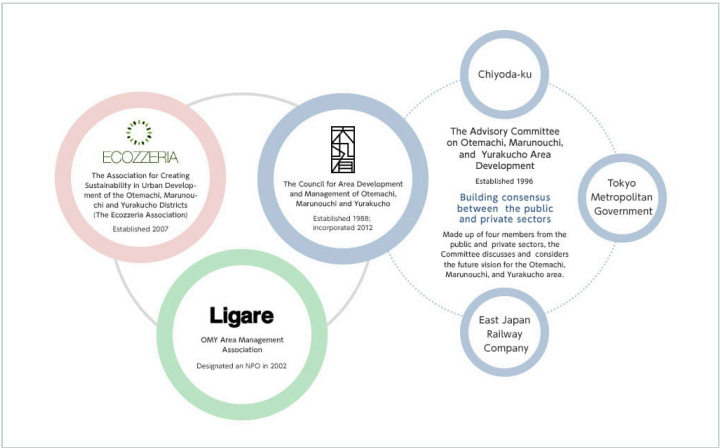 ECOZZERIA
The Association for Creating
Sustainability in Urban Develop-
ment of the Otemachi, Marunou-
chi and Yurakucho Districts
(The Ecozzeria Association)
Established 2007
The Council for Area Development
and Management of Otemachi,
Marunouchi and Yurakucho
Established 1988;
incorporated 2012
Ligare
OMY Area Management
Association
Designated an NPO in 2002
Chiyoda-ku
The Advisory Committee
on Otemachi, Marunouchi,
and Yurakucho Area
Development
Established 1996
Building consensus
between the public
and private sectors
Made up of four members from the
public and private sectors, the
Committee discusses and considers
the future vision for the Otemachi,
Marunouchi, and Yurakucho area.
Tokyo
Metropolitan
Government
East Japan
Railway
Company